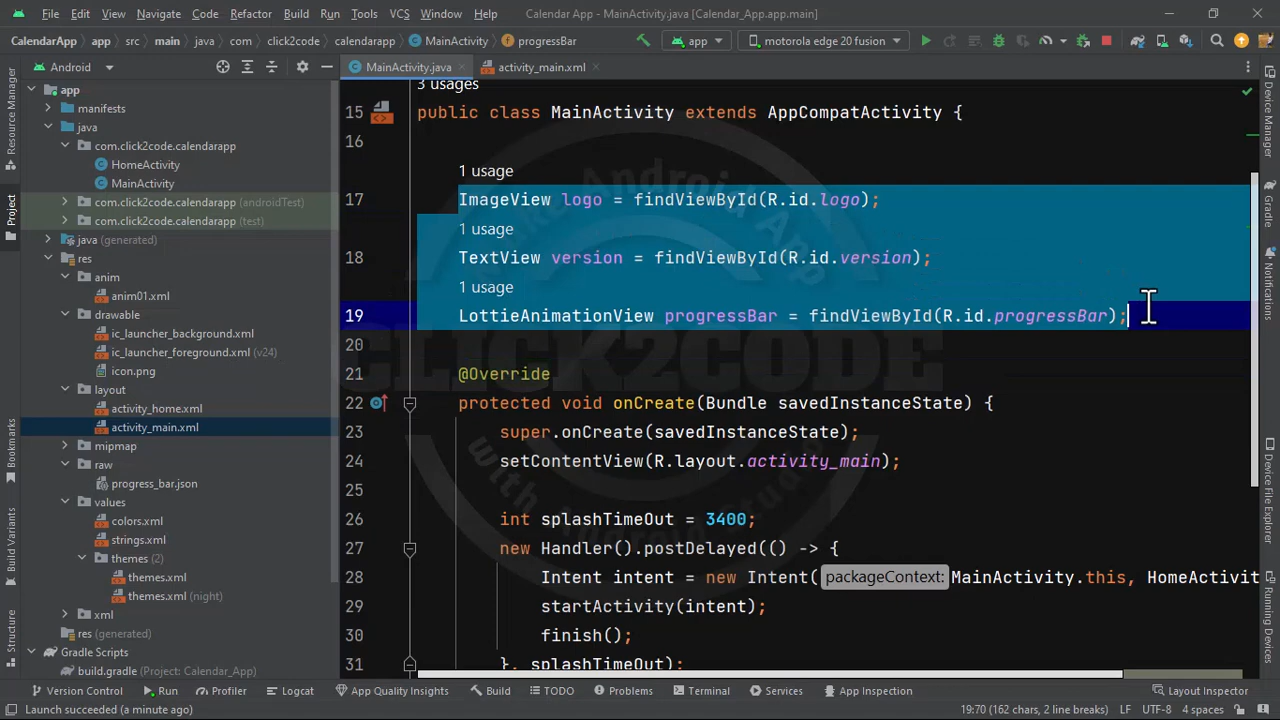 File Edit View Navigate Code Refactor Build Run Tools VCS Window Help Calendar App - MainActivity.java [Calendar_App.app.main]
CalendarApp app src main java com click2code calendarapp MainActivity progressBar app motorola edge 20 fusion
Android
MainActivity.java activity_main.xml
Resource Manager
Project
Bookmarks
Build Variants
Structure
app
manifests
java
com.click2code.calendarapp
HomeActivity
MainActivity
com.click2code.calendarapp (androidTest)
com.click2code.calendarapp (test)
java (generated)
res
anim
anim01.xml
drawable
ic_launcher_background.xml
ic_launcher_foreground.xml (v24)
icon.png
layout
activity_home.xml
activity_main.xml
mipmap
raw
progress_bar.json
values
colors.xml
strings.xml
themes (2)
themes.xml
themes.xml (night)
xml
res (generated)
Gradle Scripts
build.gradle (Project: Calendar_App)
3 usages
15 public class MainActivity extends AppCompatActivity {
16
1 usage
17 ImageView logo = findViewById(R.id.logo);
1 usage
18 TextView version = findViewById(R.id.version);
1 usage
19 LottieAnimationView progressBar = findViewById(R.id.progressBar);
20
21 @Override
22 protected void onCreate(Bundle savedInstanceState) {
23 super.onCreate(savedInstanceState);
24 setContentView(R.layout.activity_main);
25
26 int splashTimeOut = 3400;
27 new Handler().postDelayed(() -> {
28 Intent intent = new Intent( packageContext: MainActivity.this, HomeActivit
29 startActivity(intent);
30 finish();
31 }, splashTimeOut);
CLICK2CODE
with Android Studio
Device Manager
Gradle
Notifications
Device File Explorer
Emulator
Version Control Run Profiler Logcat App Quality Insights Build TODO Problems Terminal Services App Inspection Layout Inspector
Launch succeeded (a minute ago) 19:70 (162 chars, 2 line breaks) LF UTF-8 4 spaces